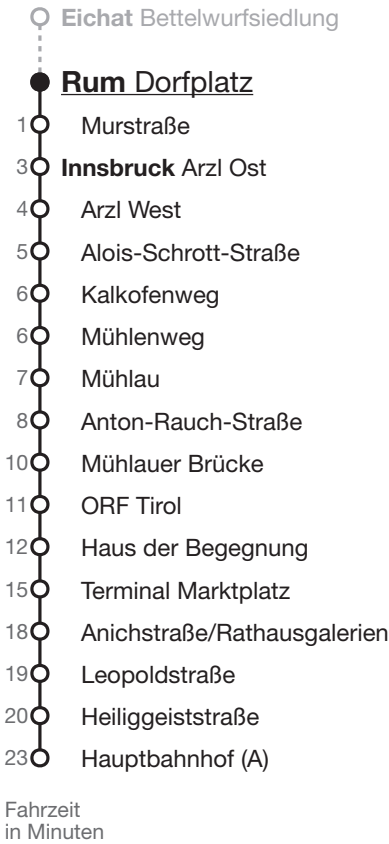 Eichat Bettelwurfsiedlung
Rum Dorfplatz
1 Murstraße
3 Innsbruck Arzl Ost
4 Arzl West
5 Alois-Schrott-Straße
6 Kalkofenweg
6 Mühlenweg
7 Mühlau
8 Anton-Rauch-Straße
10 Mühlauer Brücke
11 ORF Tirol
12 Haus der Begegnung
15 Terminal Marktplatz
18 Anichstraße/Rathausgalerien
19 Leopoldstraße
20 Heiliggeiststraße
23 Hauptbahnhof (A)
Fahrzeit
in Minuten